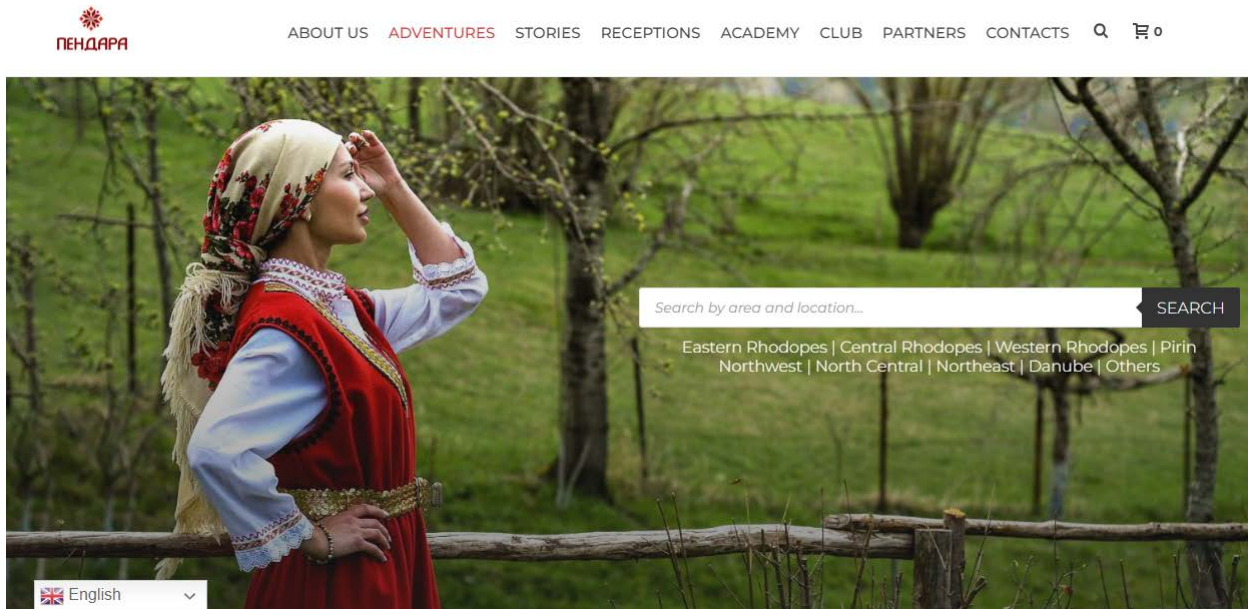 ПЕНДАРА
ABOUT US ADVENTURES STORIES RECEPTIONS ACADEMY CLUB PARTNERS CONTACTS 0
Search by area and location... SEARCH
Eastern Rhodopes | Central Rhodopes | Western Rhodopes | Pirin
Northwest | North Central | Northeast | Danube | Others
English